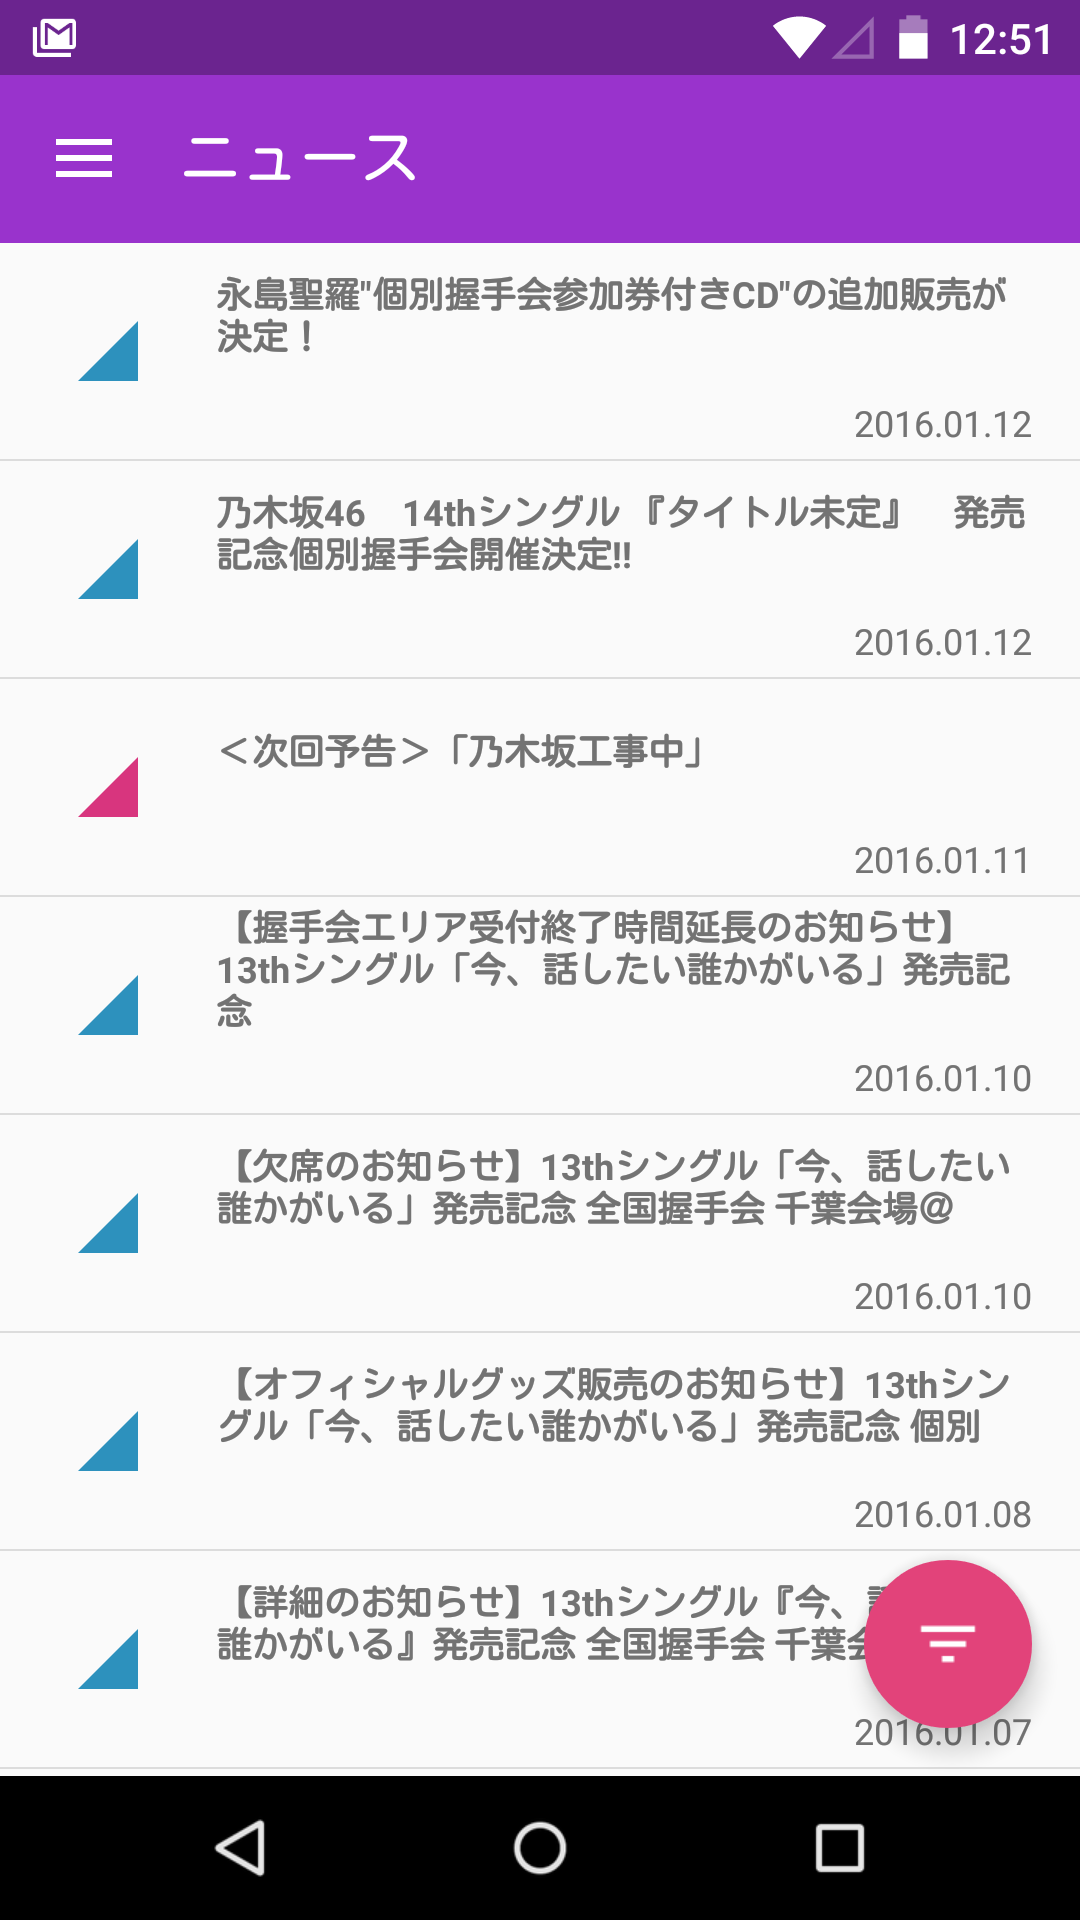 12:51
ニュース
永島聖羅"個別握手会参加券付きCD"の追加販売が
決定！
2016.01.12
乃木坂46　14thシングル 『タイトル未定』　発売
記念個別握手会開催決定!!
2016.01.12
＜次回予告＞「乃木坂工事中」
2016.01.11
【握手会エリア受付終了時間延長のお知らせ】
13thシングル「今、話したい誰かがいる」発売記
念
2016.01.10
【欠席のお知らせ】13thシングル「今、話したい
誰かがいる」発売記念 全国握手会 千葉会場@
2016.01.10
【オフィシャルグッズ販売のお知らせ】13thシン
グル「今、話したい誰かがいる」発売記念 個別
2016.01.08
【詳細のお知らせ】13thシングル『今、
誰かがいる』発売記念 全国握手会 千葉会
2016.01.07